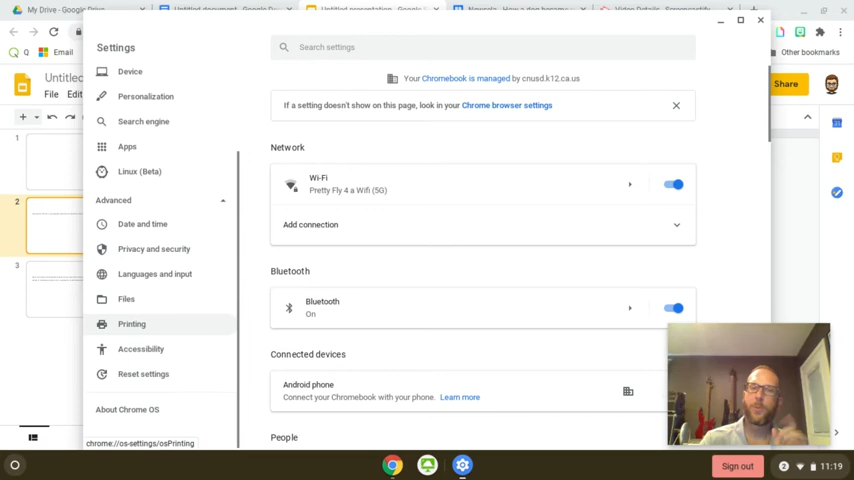 My Drive - Google Drive
Untitled document - Google D
Untitled presentation - Google
Newsela - How a dog becam
Video Details - Screencastify
Q
Email
Other bookmarks
Untitled
File Edit
Share
1
2
3
Settings
Search settings
Device
Personalization
Search engine
Apps
Linux (Beta)
Advanced
Date and time
Privacy and security
Languages and input
Files
Printing
Accessibility
Reset settings
About Chrome OS
Your Chromebook is managed by cnusd.k12.ca.us
If a setting doesn't show on this page, look in your Chrome browser settings
Network
Wi-Fi
Pretty Fly 4 a Wifi (5G)
Add connection
Bluetooth
Bluetooth
On
Connected devices
Android phone
Connect your Chromebook with your phone. Learn more
People
chrome://os-settings/osPrinting
Sign out
2
11:19